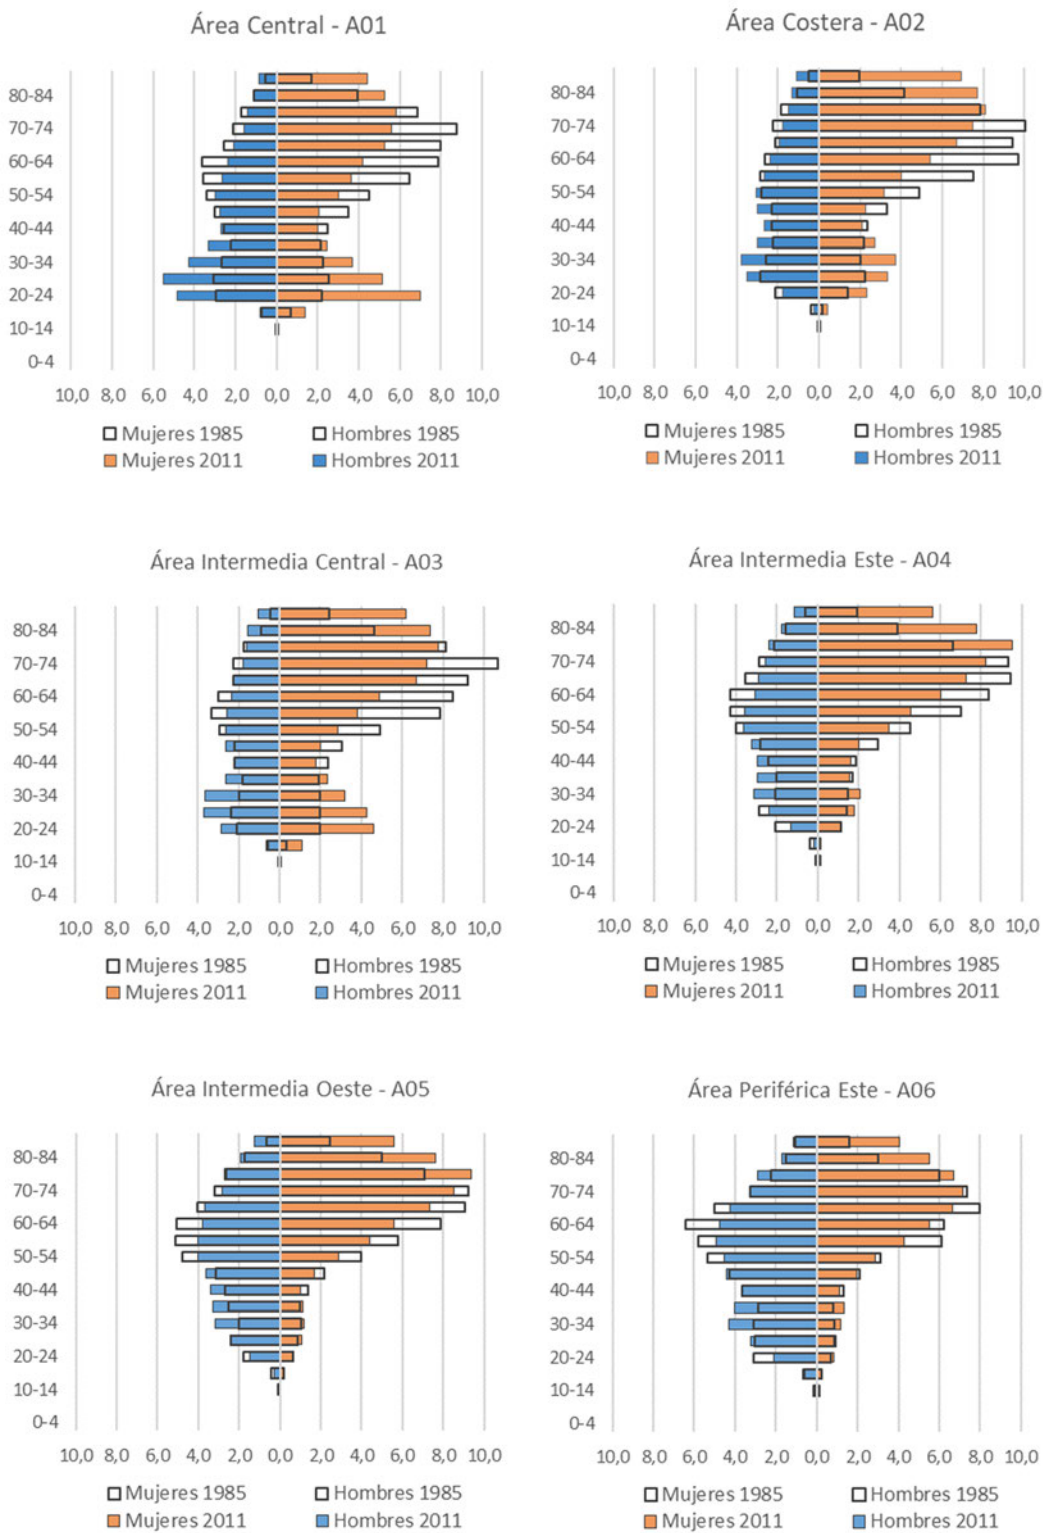 Área Central - A01
80-84
70-74
60-64
50-54
40-44
30-34
20-24
10-14
0-4
10,0 8,0 6,0 4,0 2,0 0,0 2,0 4,0 6,0 8,0 10,0
Mujeres 1985 Hombres 1985
Mujeres 2011 Hombres 2011
Área Costera - A02
80-84
70-74
60-64
50-54
40-44
30-34
20-24
10-14
0-4
10,0 8,0 6,0 4,0 2,0 0,0 2,0 4,0 6,0 8,0 10,0
Mujeres 1985 Hombres 1985
Mujeres 2011 Hombres 2011
Área Intermedia Central - A03
80-84
70-74
60-64
50-54
40-44
30-34
20-24
10-14
0-4
10,0 8,0 6,0 4,0 2,0 0,0 2,0 4,0 6,0 8,0 10,0
Mujeres 1985 Hombres 1985
Mujeres 2011 Hombres 2011
Área Intermedia Este - A04
80-84
70-74
60-64
50-54
40-44
30-34
20-24
10-14
0-4
10,0 8,0 6,0 4,0 2,0 0,0 2,0 4,0 6,0 8,0 10,0
Mujeres 1985 Hombres 1985
Mujeres 2011 Hombres 2011
Área Intermedia Oeste - A05
80-84
70-74
60-64
50-54
40-44
30-34
20-24
10-14
0-4
10,0 8,0 6,0 4,0 2,0 0,0 2,0 4,0 6,0 8,0 10,0
Mujeres 1985 Hombres 1985
Mujeres 2011 Hombres 2011
Área Periférica Este - A06
80-84
70-74
60-64
50-54
40-44
30-34
20-24
10-14
0-4
10,0 8,0 6,0 4,0 2,0 0,0 2,0 4,0 6,0 8,0 10,0
Mujeres 1985 Hombres 1985
Mujeres 2011 Hombres 2011